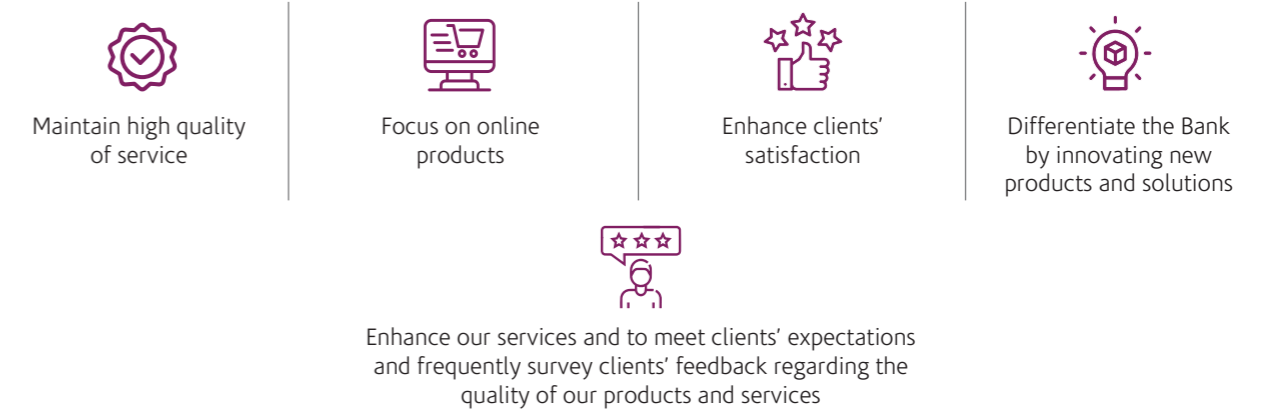 Maintain high quality
of service
Focus on online
products
Enhance clients’
satisfaction
Differentiate the Bank
by innovating new
products and solutions
Enhance our services and to meet clients’ expectations
and frequently survey clients’ feedback regarding the
quality of our products and services